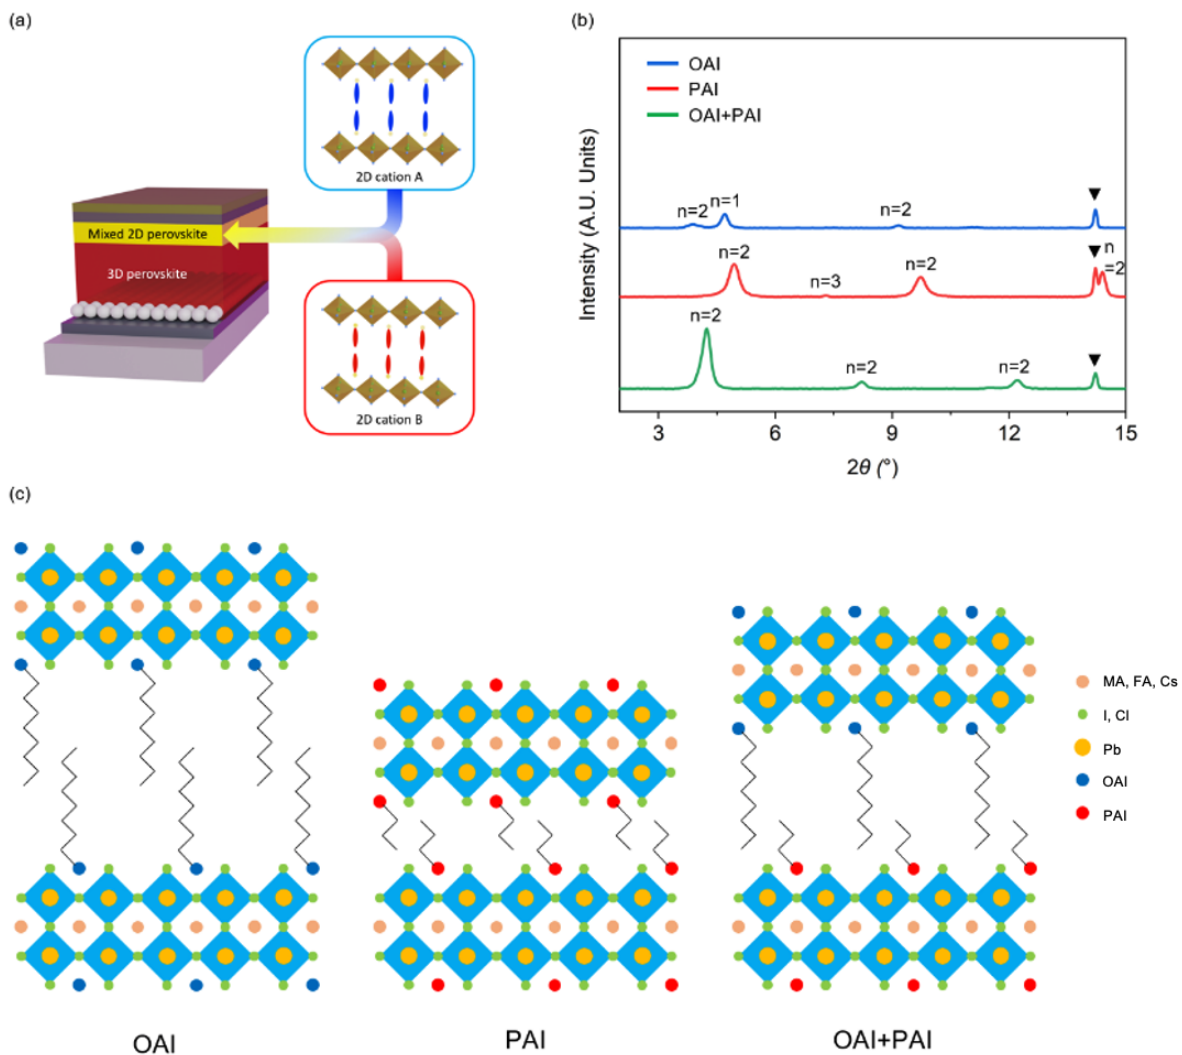 (a)
2D cation A
Mixed 2D perovskite
3D perovskite
2D cation B
(b)
OAI
PAI
OAI+PAI
n=2
n=1
n=2
n=2
n=3
n=2
n
=2
n=2
n=2
n=2
Intensity (A.U. Units)
3 6 9 12 15
2θ (°)
(c)
MA, FA, Cs
I, Cl
Pb
OAI
PAI
OAI PAI OAI+PAI